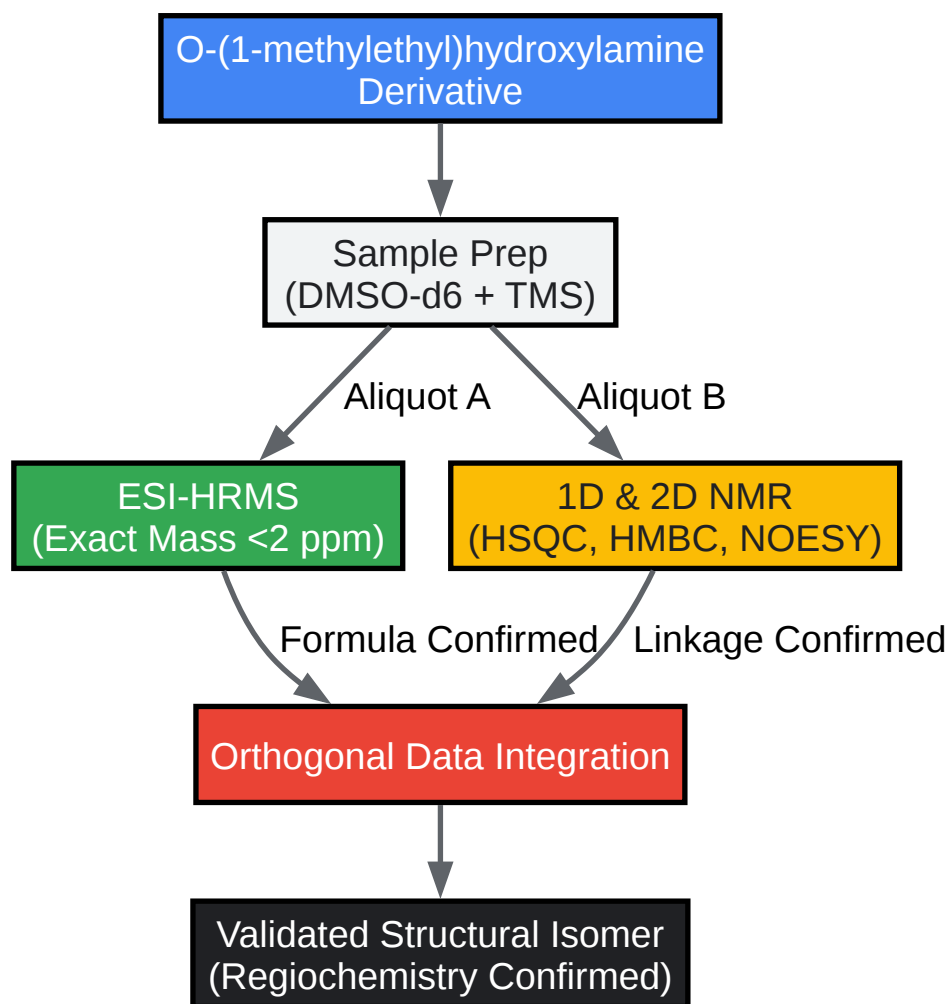 O-(1-methylethyl)hydroxylamine
Derivative
Sample Prep
(DMSO-d6 + TMS)
Aliquot A
Aliquot B
ESI-HRMS
(Exact Mass <2 ppm)
1D & 2D NMR
(HSQC, HMBC, NOESY)
Formula Confirmed
Linkage Confirmed
Orthogonal Data Integration
Validated Structural Isomer
(Regiochemistry Confirmed)